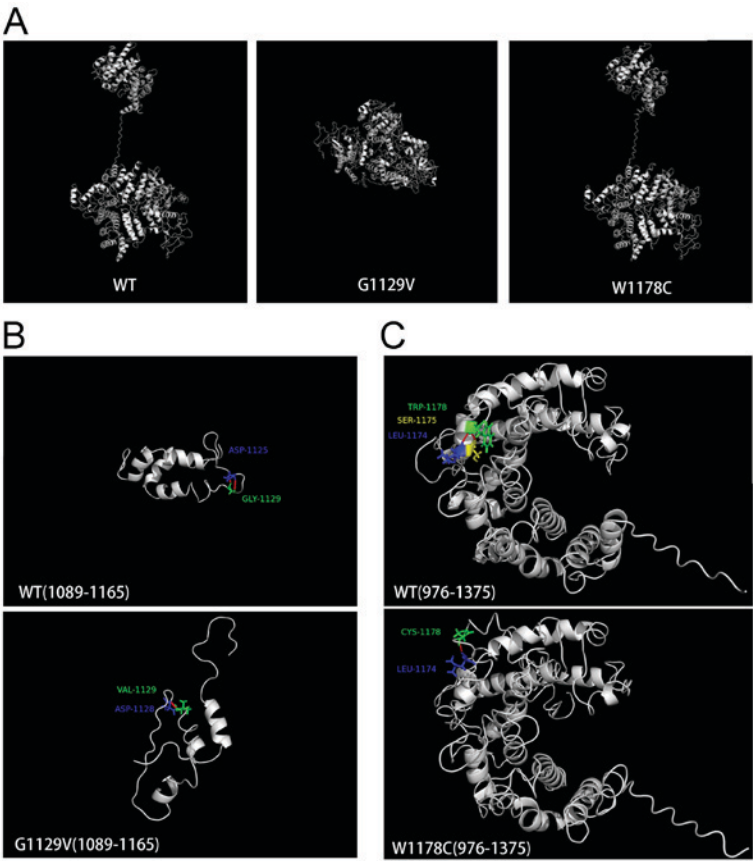 A
WT
G1129V
W1178C
B
ASP-1125
GLY-1129
WT(1089-1165)
VAL-1129
ASP-1128
G1129V(1089-1165)
C
TRP-1178
SER-1175
LEU-1174
WT(976-1375)
CYS-1178
LEU-1174
W1178C(976-1375)